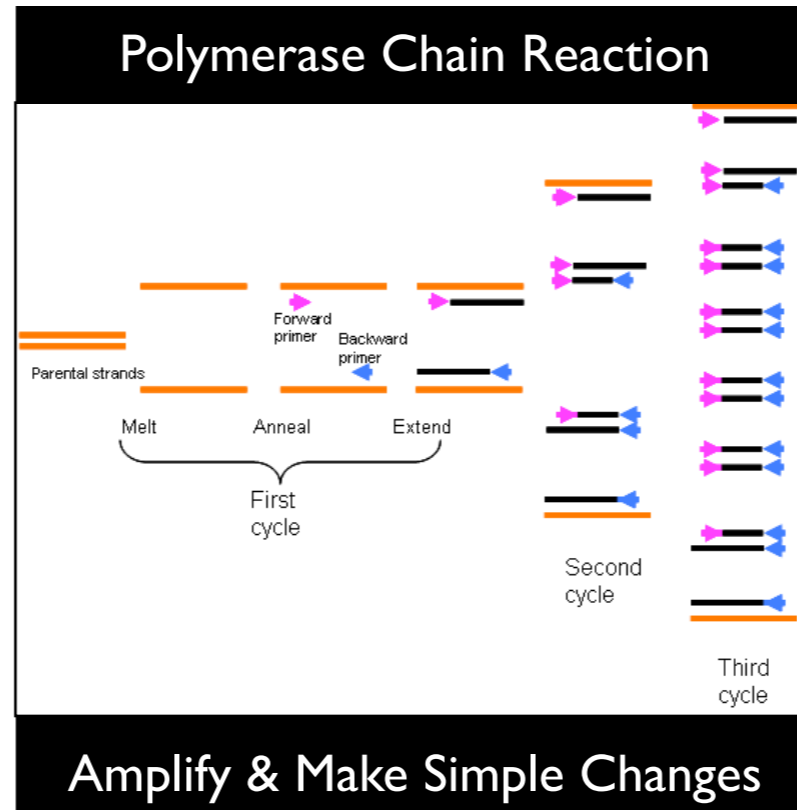 Polymerase Chain Reaction
Parental strands
Forward
primer
Backward
primer
Melt
Anneal
Extend
First
cycle
Second
cycle
Third
cycle
Amplify & Make Simple Changes